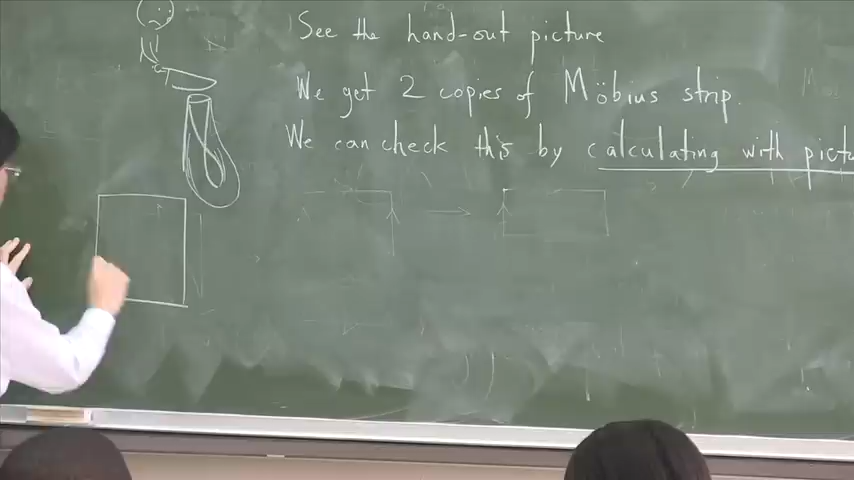 See the hand-out picture
We get 2 copies of Möbius strip.
We can check this by calculating with